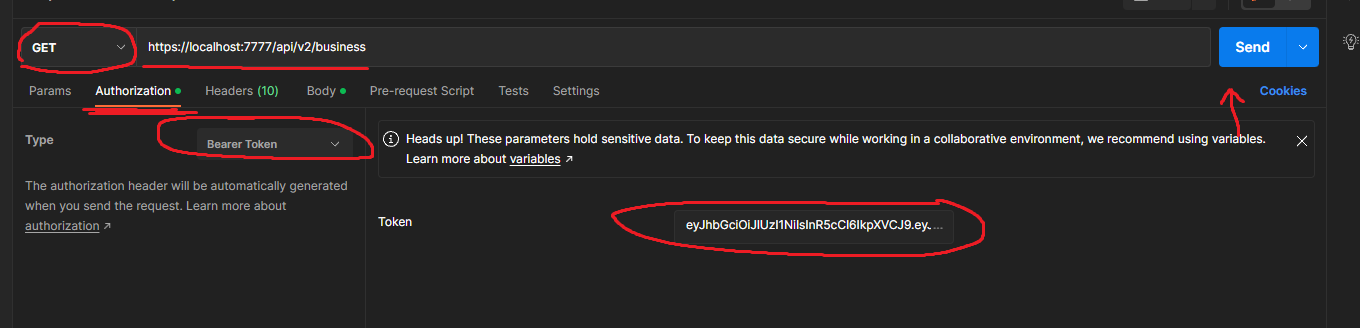 GET
https://localhost:7777/api/v2/business
Send
Params
Authorization
Headers (10)
Body
Pre-request Script
Tests
Settings
Cookies
Type
Bearer Token
Heads up! These parameters hold sensitive data. To keep this data secure while working in a collaborative environment, we recommend using variables.
Learn more about variables ↗
The authorization header will be automatically generated
when you send the request. Learn more about
authorization ↗
Token
eyJhbGciOiJIUzI1NiIsInR5cCI6IkpXVCJ9.ey. ...